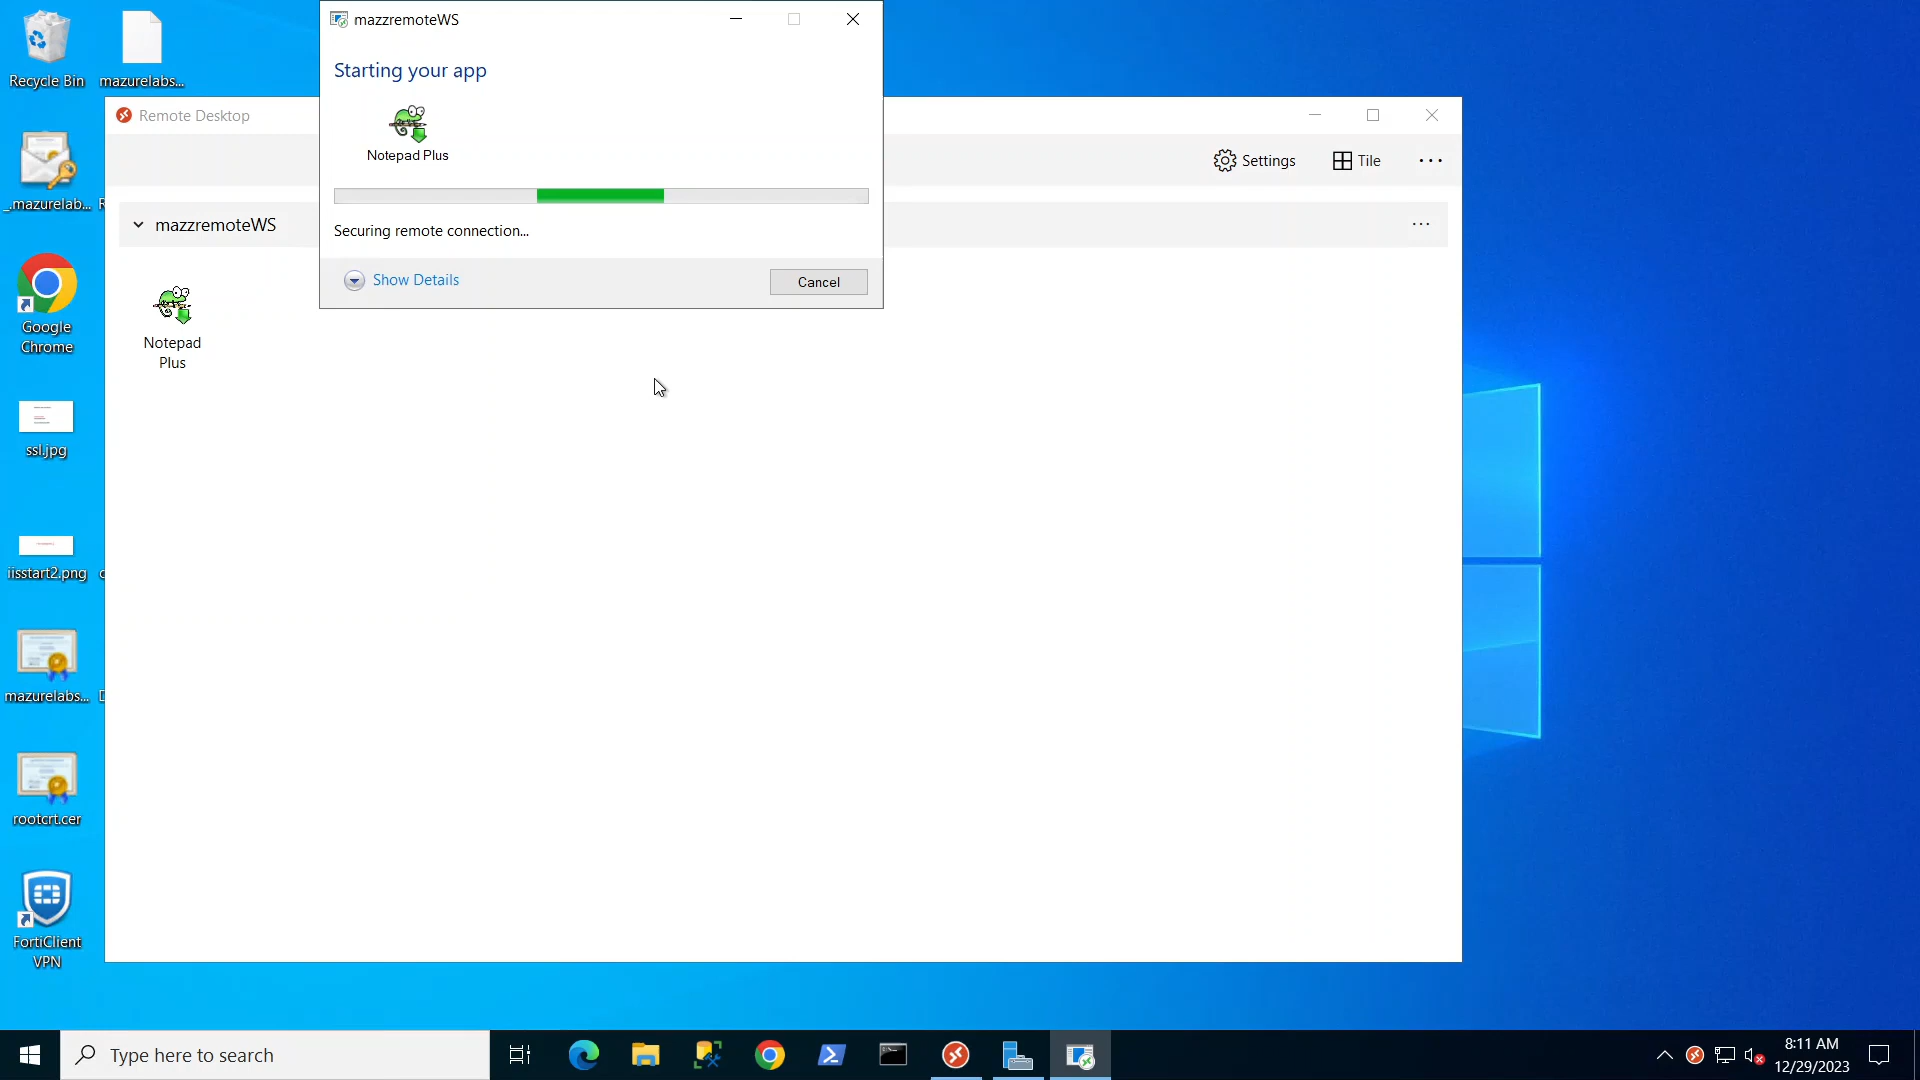 mazzremoteWS
Starting your app
Notepad Plus
Securing remote connection...
Show Details
Cancel
Remote Desktop
Settings
Tile
mazzremoteWS
Notepad
Plus
Recycle Bin
mazurelabs...
_.mazurelab...
Google
Chrome
ssl.jpg
iisstart2.png
mazurelabs...
rootcrt.cer
FortiClient
VPN
Type here to search
8:11 AM
12/29/2023